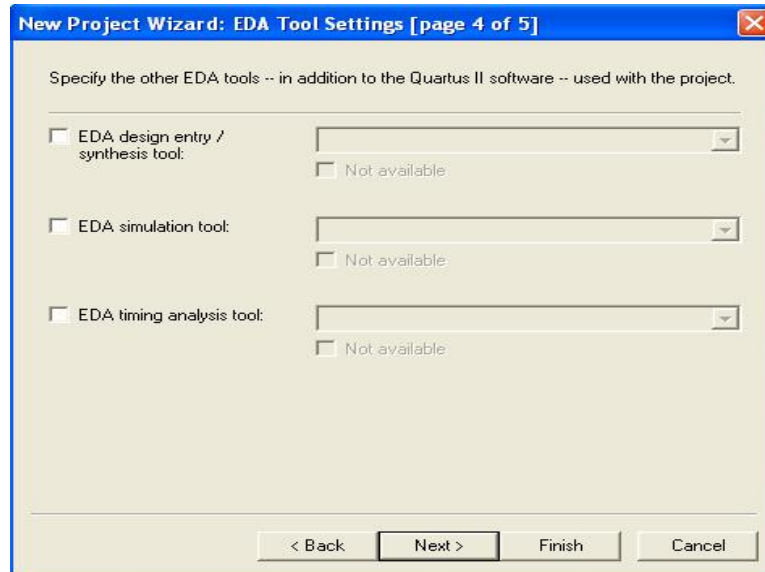 New Project Wizard: EDA Tool Settings [page 4 of 5]
Specify the other EDA tools -- in addition to the Quartus II software -- used with the project.
EDA design entry /
synthesis tool:
Not available
EDA simulation tool:
Not available
EDA timing analysis tool:
Not available
< Back Next > Finish Cancel